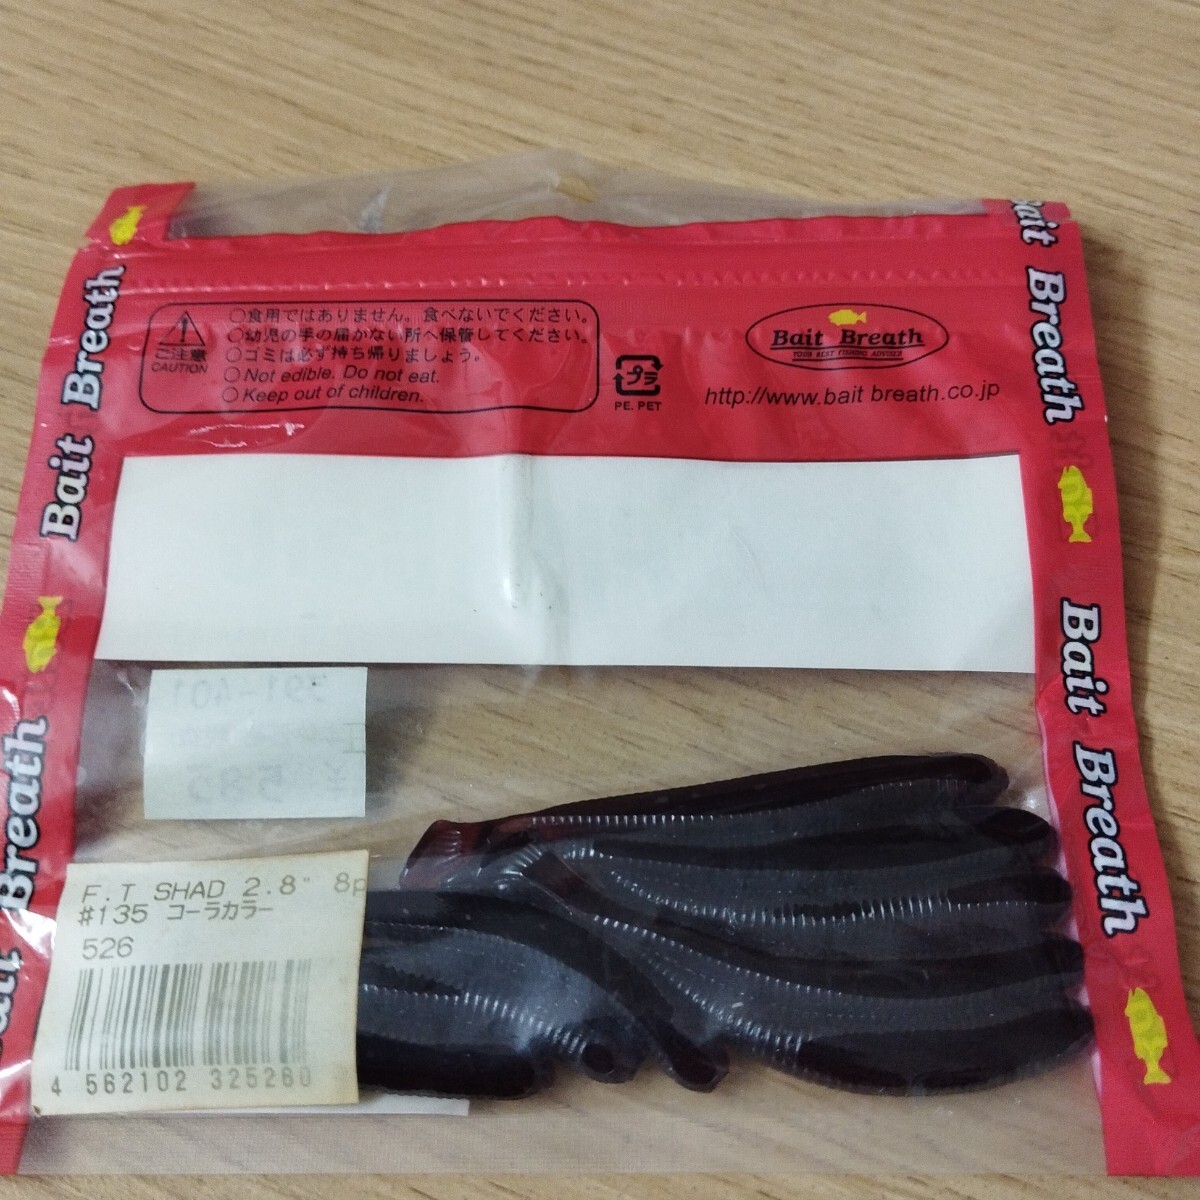 Bait Breath
Bait Breath
Bait Breath
Bait Breath
ご注意
CAUTION
○食用ではありません。食べないでください。
○幼児の手の届かない所へ保管してください。
○ゴミは必ず持ち帰りましょう。
○Not edible. Do not eat.
○Keep out of children.
プラ
PE. PET
Bait Breath
YOUR BEST FISHING ADVISER
http://www.bait breath.co.jp
791-401
585
F.T SHAD 2.8" 8p
#135 コーラカラー
526
4 562102 325260